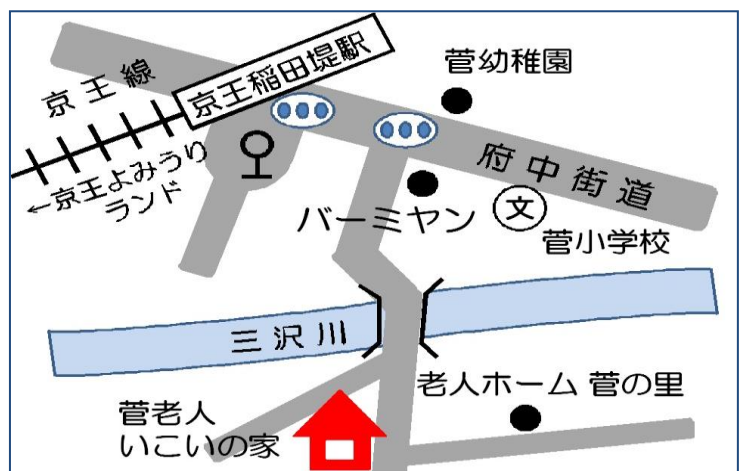 京王線
京王稲田堤駅
菅幼稚園
←京王よみうり
ランド
府中街道
バーミヤン
文
菅小学校
三沢川
老人ホーム 菅の里
菅老人
いこいの家